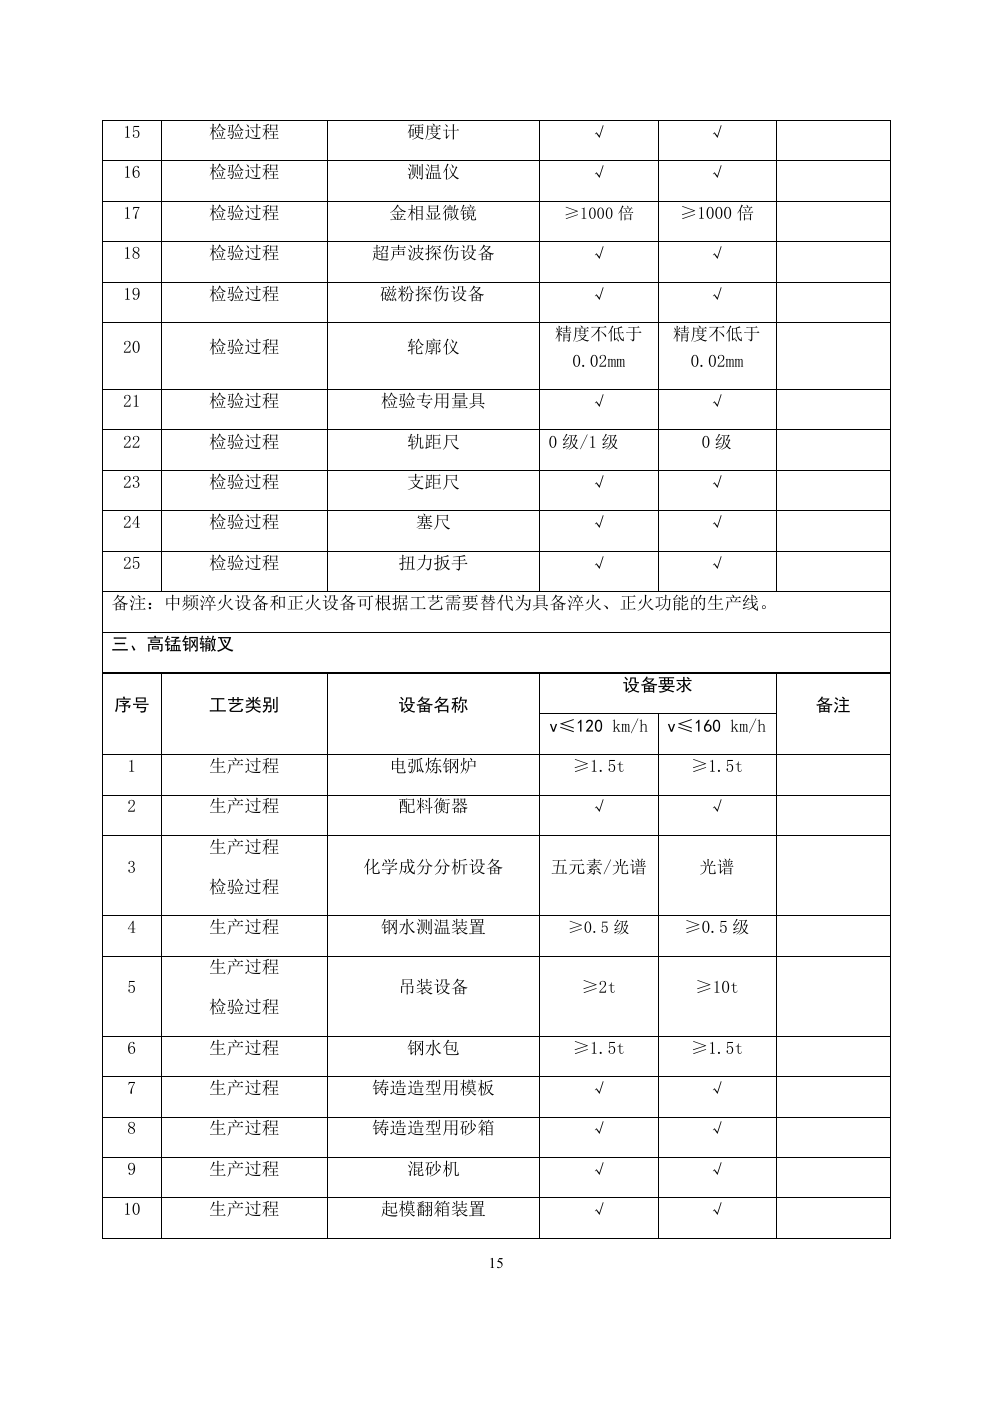 15 检验过程 硬度计 √ √
16 检验过程 测温仪 √ √
17 检验过程 金相显微镜 ≥1000 倍 ≥1000 倍
18 检验过程 超声波探伤设备 √ √
19 检验过程 磁粉探伤设备 √ √
20 检验过程 轮廓仪 精度不低于 0.02mm 精度不低于 0.02mm
21 检验过程 检验专用量具 √ √
22 检验过程 轨距尺 0 级/1 级 0 级
23 检验过程 支距尺 √ √
24 检验过程 塞尺 √ √
25 检验过程 扭力扳手 √ √
备注：中频淬火设备和正火设备可根据工艺需要替代为具备淬火、正火功能的生产线。
三、高锰钢辙叉
序号 工艺类别 设备名称 设备要求 备注
v≤120 km/h v≤160 km/h
1 生产过程 电弧炼钢炉 ≥1.5t ≥1.5t
2 生产过程 配料衡器 √ √
3 生产过程 检验过程 化学成分分析设备 五元素/光谱 光谱
4 生产过程 钢水测温装置 ≥0.5 级 ≥0.5 级
5 生产过程 检验过程 吊装设备 ≥2t ≥10t
6 生产过程 钢水包 ≥1.5t ≥1.5t
7 生产过程 铸造造型用模板 √ √
8 生产过程 铸造造型用砂箱 √ √
9 生产过程 混砂机 √ √
10 生产过程 起模翻箱装置 √ √
15